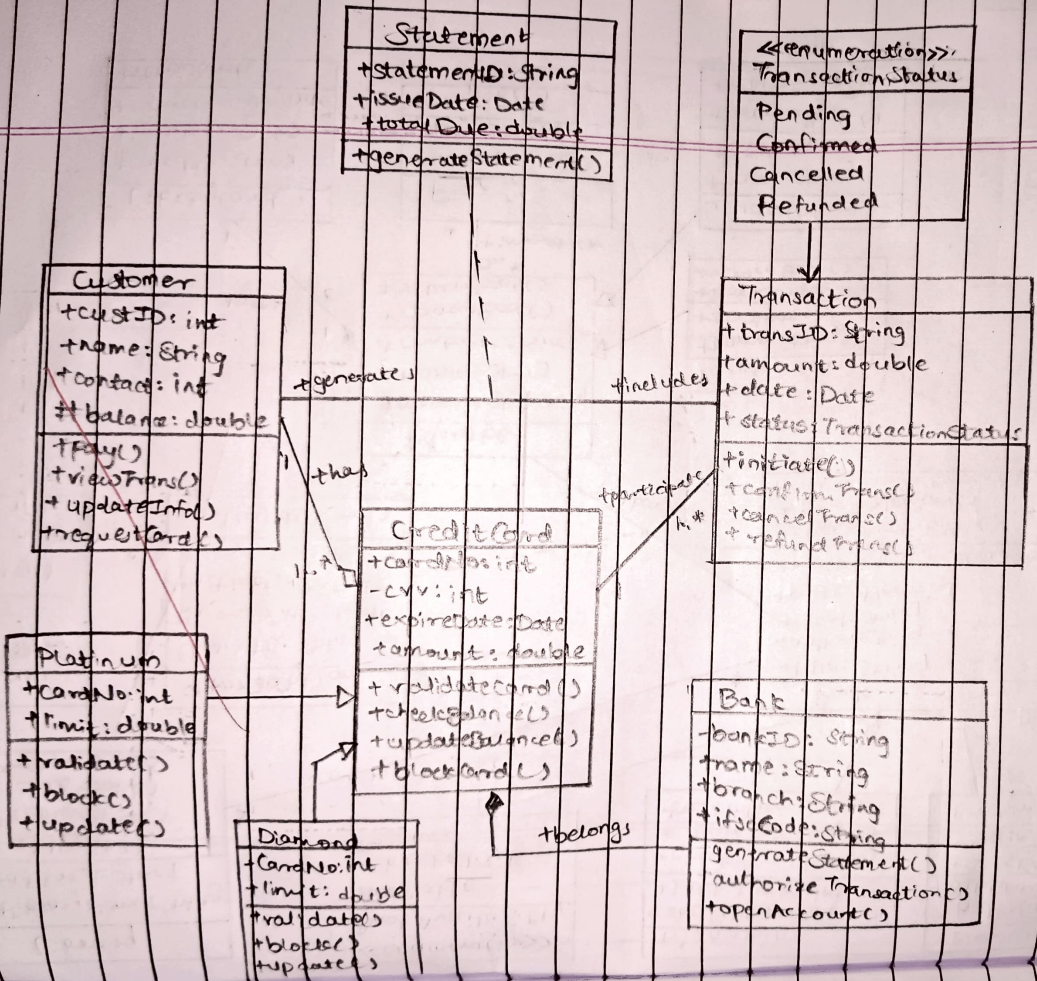 Statement
+statementID: String
+issueDate: Date
+totalDue: double
+generateStatement()
<<enumeration>>
TransactionStatus
Pending
Confirmed
Cancelled
Refunded
Customer
+custID: int
+name: String
+contact: int
#balance: double
+Pay()
+viewTrans()
+updateInfo()
+requestCard()
+generates
+includes
Transaction
+transID: String
+amount: double
+date: Date
+status: TransactionStatus
+initiate()
+confirmTrans()
+cancelTrans()
+refundTrans()
1
+has
1..*
+participate
1..*
1
CreditCard
+cardNo: int
-cvv: int
+expireDate: Date
+amount: double
+validateCard()
+checkBalance()
+updateBalance()
+blockCard()
Platinum
+cardNo: int
+limit: double
+validate()
+block()
+update()
Diamond
+CardNo: int
+limit: double
+validate()
+block()
+update()
+belongs
Bank
-bankID: String
+name: String
+branch: String
+ifscCode: String
generateStatement()
authorizeTransaction()
+openAccount()